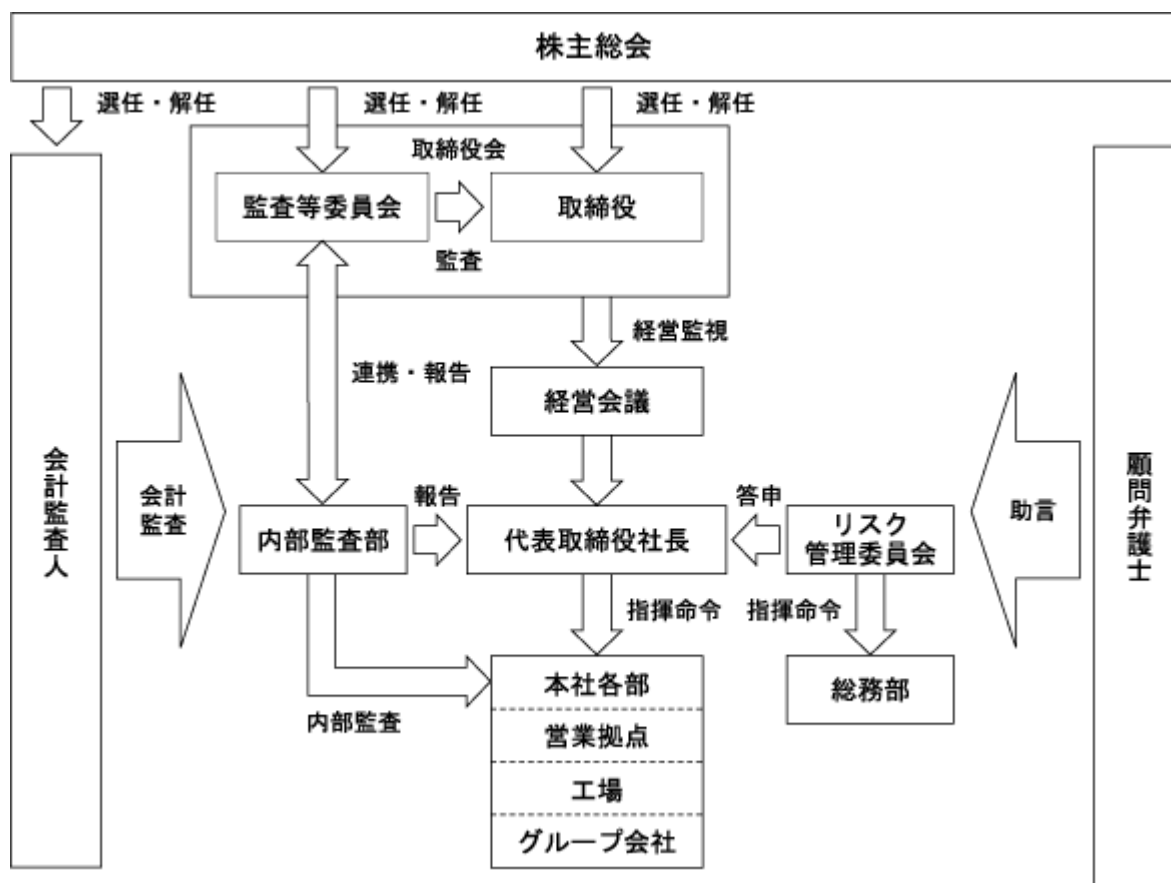 株主総会
選任・解任
選任・解任
選任・解任
取締役会
監査等委員会
取締役
監査
経営監視
連携・報告
経営会議
会計監査人
会計
監査
内部監査部
報告
代表取締役社長
答申
リスク
管理委員会
助言
顧問弁護士
指揮命令
指揮命令
内部監査
本社各部
営業拠点
工場
グループ会社
総務部